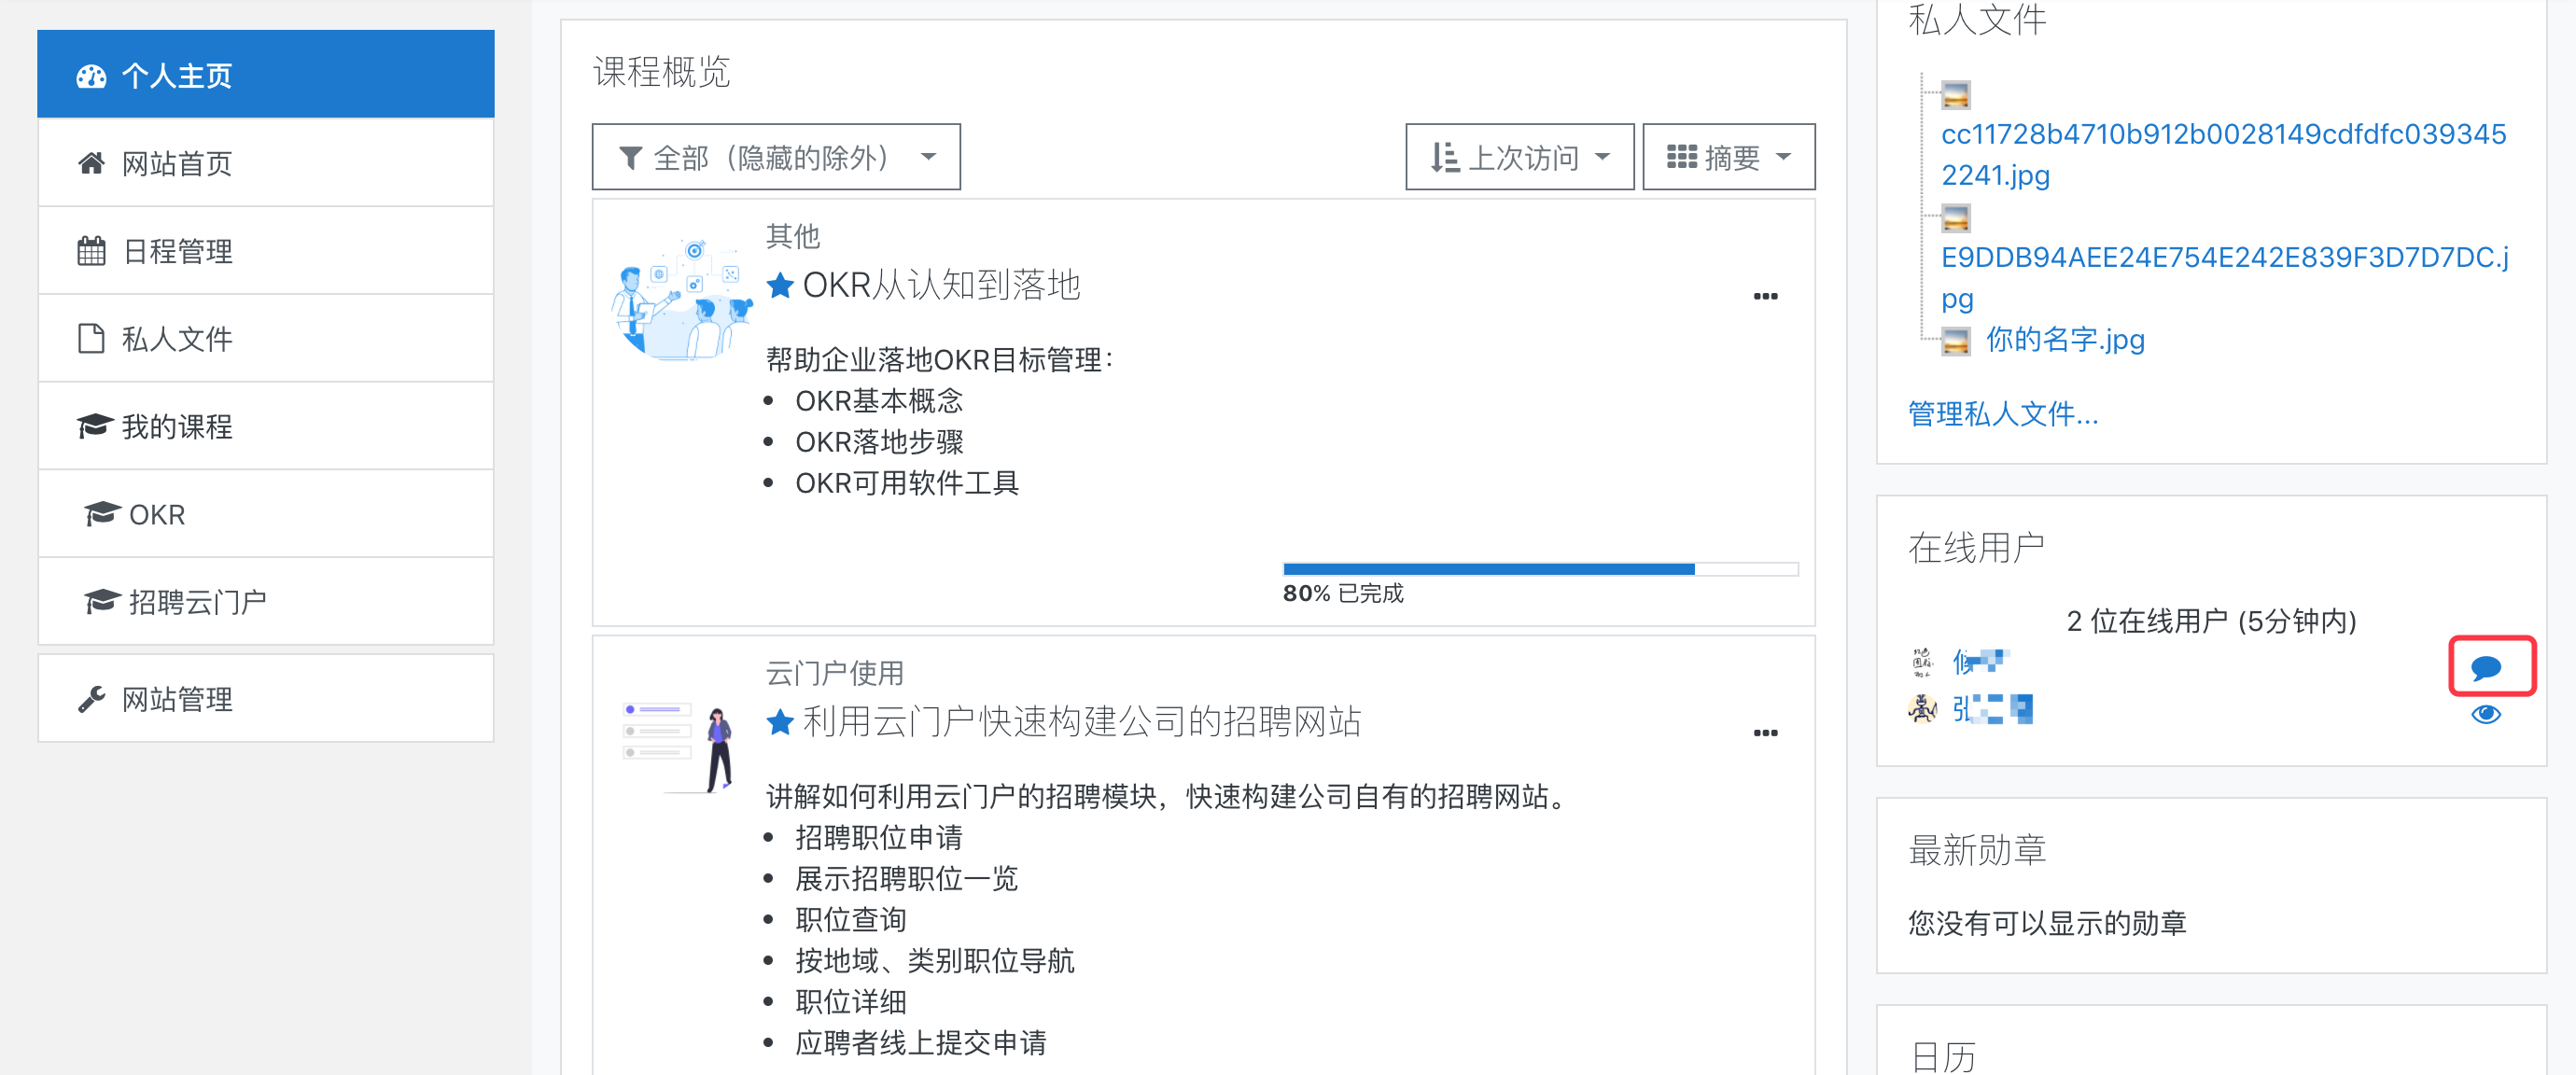 个人主页
网站首页
日程管理
私人文件
我的课程
OKR
招聘云门户
网站管理
课程概览
全部（隐藏的除外）
上次访问
摘要
其他
OKR从认知到落地
帮助企业落地OKR目标管理：
OKR基本概念
OKR落地步骤
OKR可用软件工具
80% 已完成
云门户使用
利用云门户快速构建公司的招聘网站
讲解如何利用云门户的招聘模块，快速构建公司自有的招聘网站。
招聘职位申请
展示招聘职位一览
职位查询
按地域、类别职位导航
职位详细
应聘者线上提交申请
私人文件
cc11728b4710b912b0028149cdfdfc039345
2241.jpg
E9DDB94AEE24E754E242E839F3D7D7DC.j
pg
你的名字.jpg
管理私人文件...
在线用户
2 位在线用户 (5分钟内)
张
最新勋章
您没有可以显示的勋章
日历